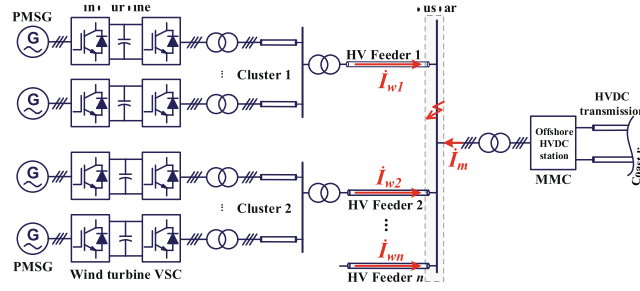 PMSG
HV Feeder 1
İw1
Cluster 1
HVDC
transmission
Offshore
HVDC
station
İm
MMC
İw2
HV Feeder 2
Cluster 2
G
G
G
G
PMSG
Wind turbine VSC
İwn
HV Feeder n